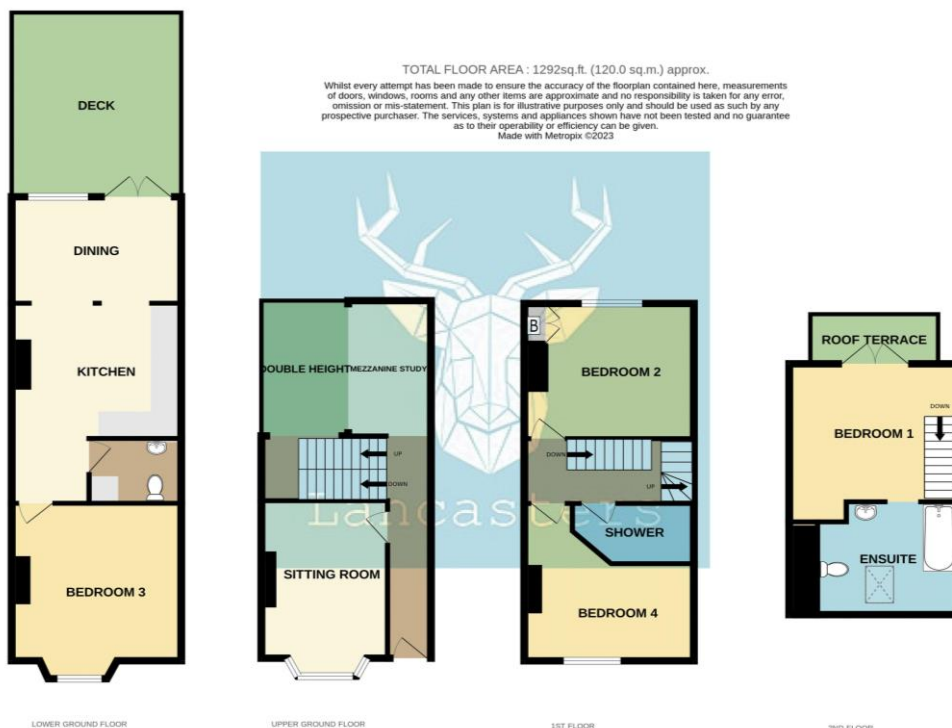 TOTAL FLOOR AREA : 1292sq.ft. (120.0 sq.m.) approx.
Whilst every attempt has been made to ensure the accuracy of the floorplan contained here, measurements
of doors, windows, rooms and any other items are approximate and no responsibility is taken for any error,
omission or mis-statement. This plan is for illustrative purposes only and should be used as such by any
prospective purchaser. The services, systems and appliances shown have not been tested and no guarantee
as to their operability or efficiency can be given.
Made with Metropix ©2023
DECK
DINING
KITCHEN
BEDROOM 3
LOWER GROUND FLOOR
DOUBLE HEIGHT
MEZZANINE STUDY
UP
DOWN
SITTING ROOM
UPPER GROUND FLOOR
B
BEDROOM 2
DOWN
UP
SHOWER
BEDROOM 4
1ST FLOOR
ROOF TERRACE
DOWN
BEDROOM 1
ENSUITE
2ND FLOOR
Lancasters